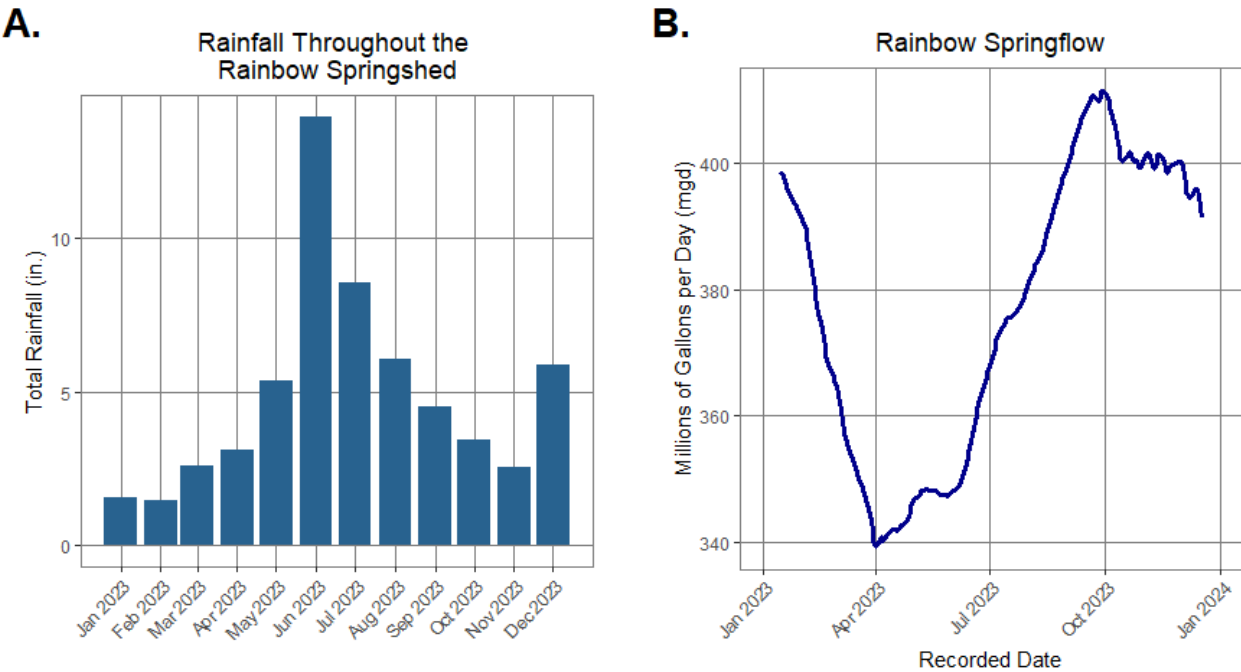 A.
Rainfall Throughout the
Rainbow Springshed
Total Rainfall (in.)
10
5
0
Jan 2023
Feb 2023
Mar 2023
Apr 2023
May 2023
Jun 2023
Jul 2023
Aug 2023
Sep 2023
Oct 2023
Nov 2023
Dec 2023
B.
Rainbow Springflow
Millions of Gallons per Day (mgd)
400
380
360
340
Jan 2023
Apr 2023
Jul 2023
Oct 2023
Jan 2024
Recorded Date